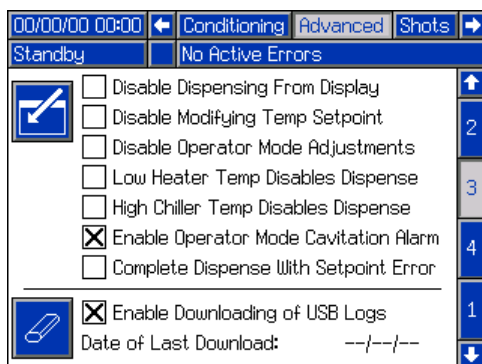 00/00/00 00:00 Conditioning Advanced Shots
Standby No Active Errors
Disable Dispensing From Display
Disable Modifying Temp Setpoint
2
Disable Operator Mode Adjustments
Low Heater Temp Disables Dispense
3
High Chiller Temp Disables Dispense
Enable Operator Mode Cavitation Alarm
4
Complete Dispense With Setpoint Error
Enable Downloading of USB Logs
1
Date of Last Download: --/--/--